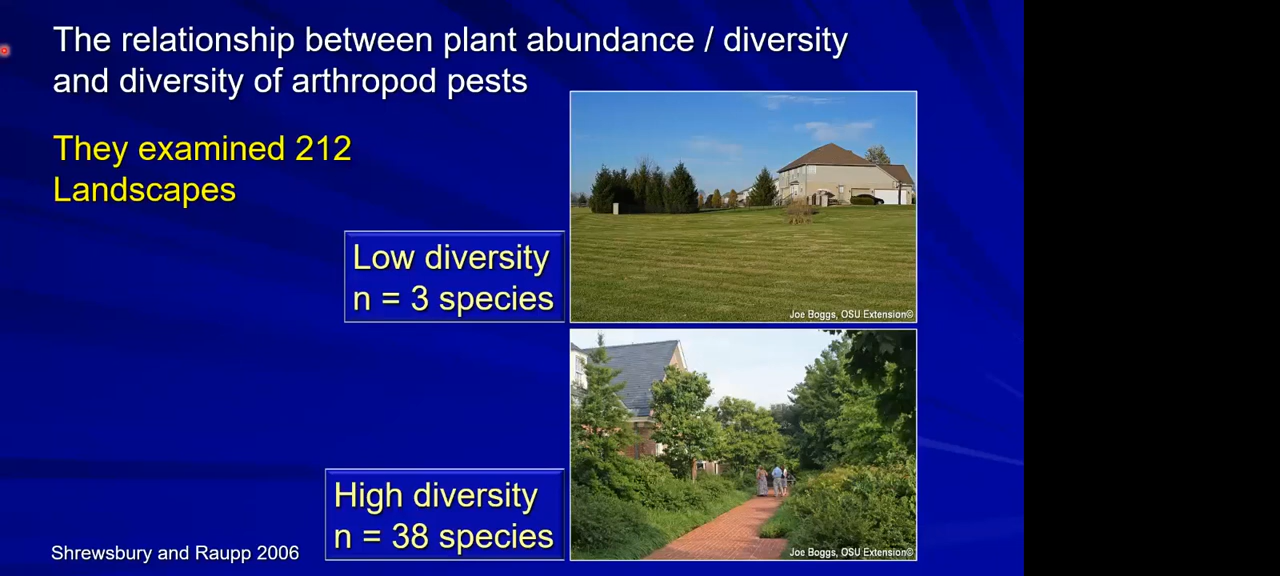 The relationship between plant abundance / diversity
and diversity of arthropod pests
They examined 212
Landscapes
Low diversity
n = 3 species
Joe Boggs, OSU Extension©
High diversity
n = 38 species
Joe Boggs, OSU Extension©
Shrewsbury and Raupp 2006